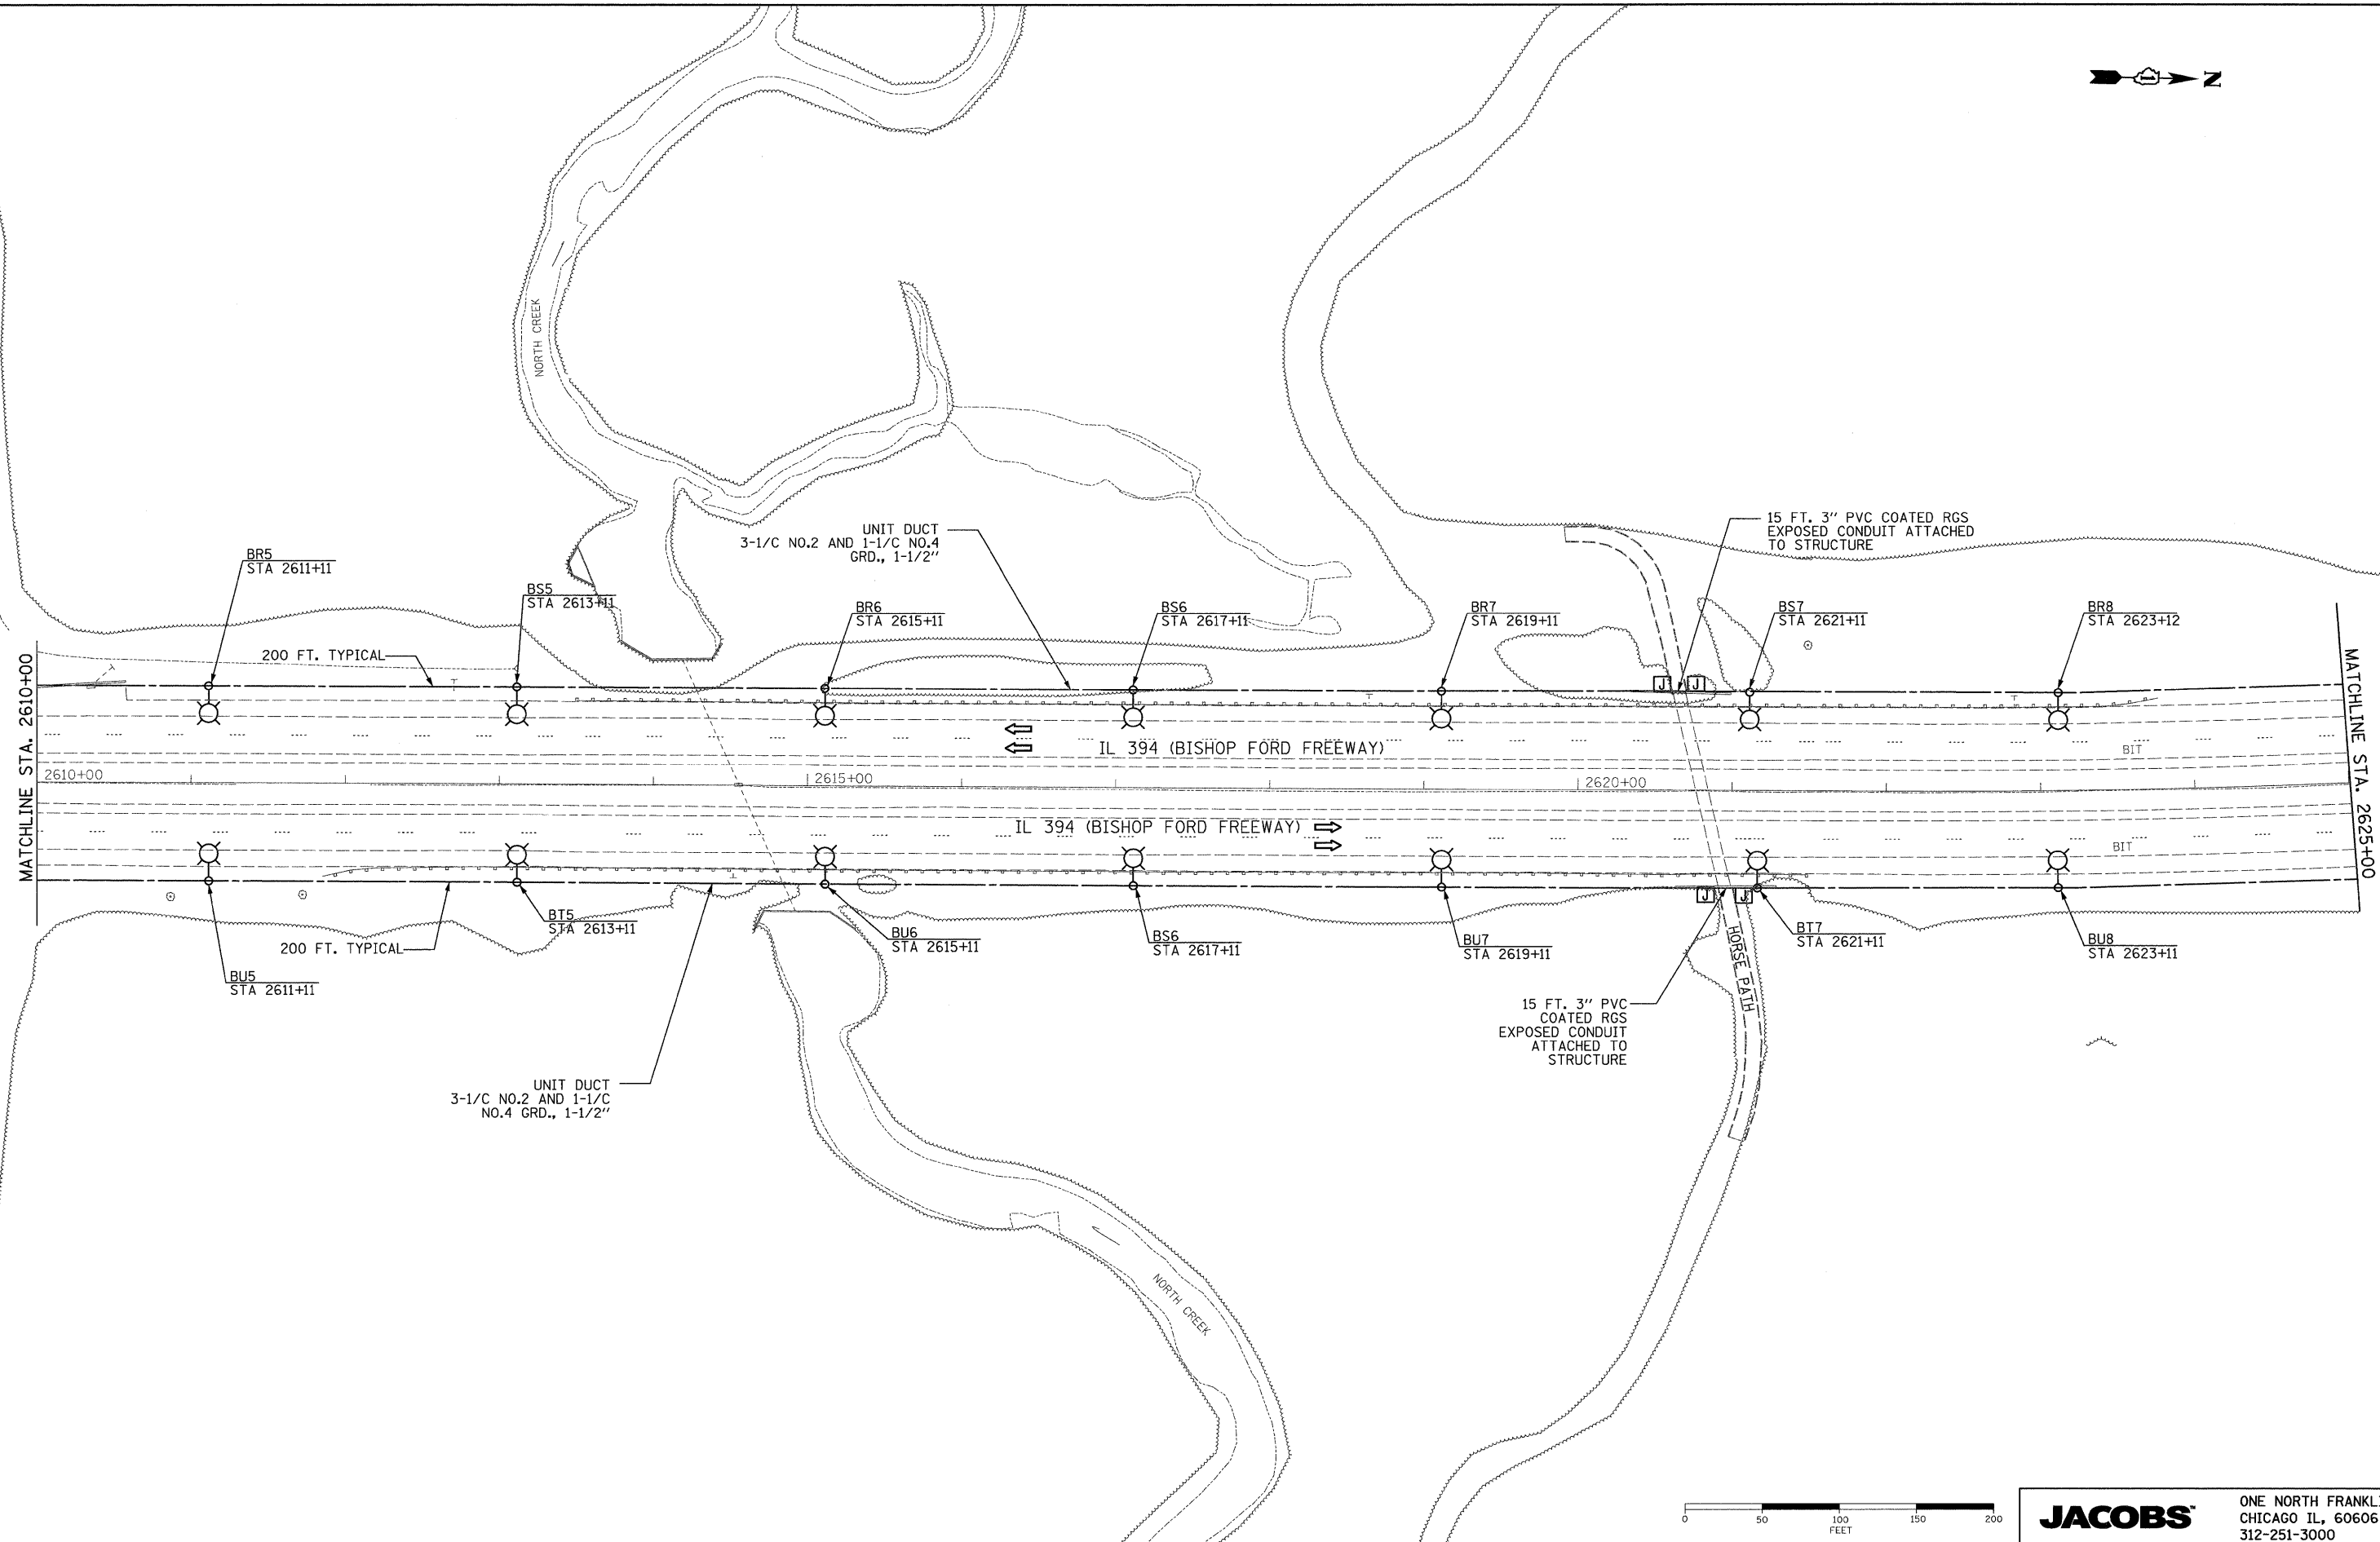 N
UNIT DUCT
3-1/C NO.2 AND 1-1/C NO.4
GRD., 1-1/2"
15 FT. 3" PVC COATED RGS
EXPOSED CONDUIT ATTACHED
TO STRUCTURE
NORTH CREEK
BR5
STA 2611+11
BS5
STA 2613+11
BR6
STA 2615+11
BS6
STA 2617+11
BR7
STA 2619+11
BS7
STA 2621+11
BR8
STA 2623+12
200 FT. TYPICAL
J
J
MATCHLINE STA. 2610+00
MATCHLINE STA. 2625+00
IL 394 (BISHOP FORD FREEWAY)
BIT
2610+00
2615+00
2620+00
IL 394 (BISHOP FORD FREEWAY)
BIT
J
J
BU5
STA 2611+11
200 FT. TYPICAL
BT5
STA 2613+11
BU6
STA 2615+11
BS6
STA 2617+11
BU7
STA 2619+11
BT7
STA 2621+11
BU8
STA 2623+11
HORSE PATH
15 FT. 3" PVC
COATED RGS
EXPOSED CONDUIT
ATTACHED TO
STRUCTURE
UNIT DUCT
3-1/C NO.2 AND 1-1/C
NO.4 GRD., 1-1/2"
NORTH CREEK
0 50 100 150 200
FEET
JACOBS™
ONE NORTH FRANKLI
CHICAGO IL, 60606
312-251-3000